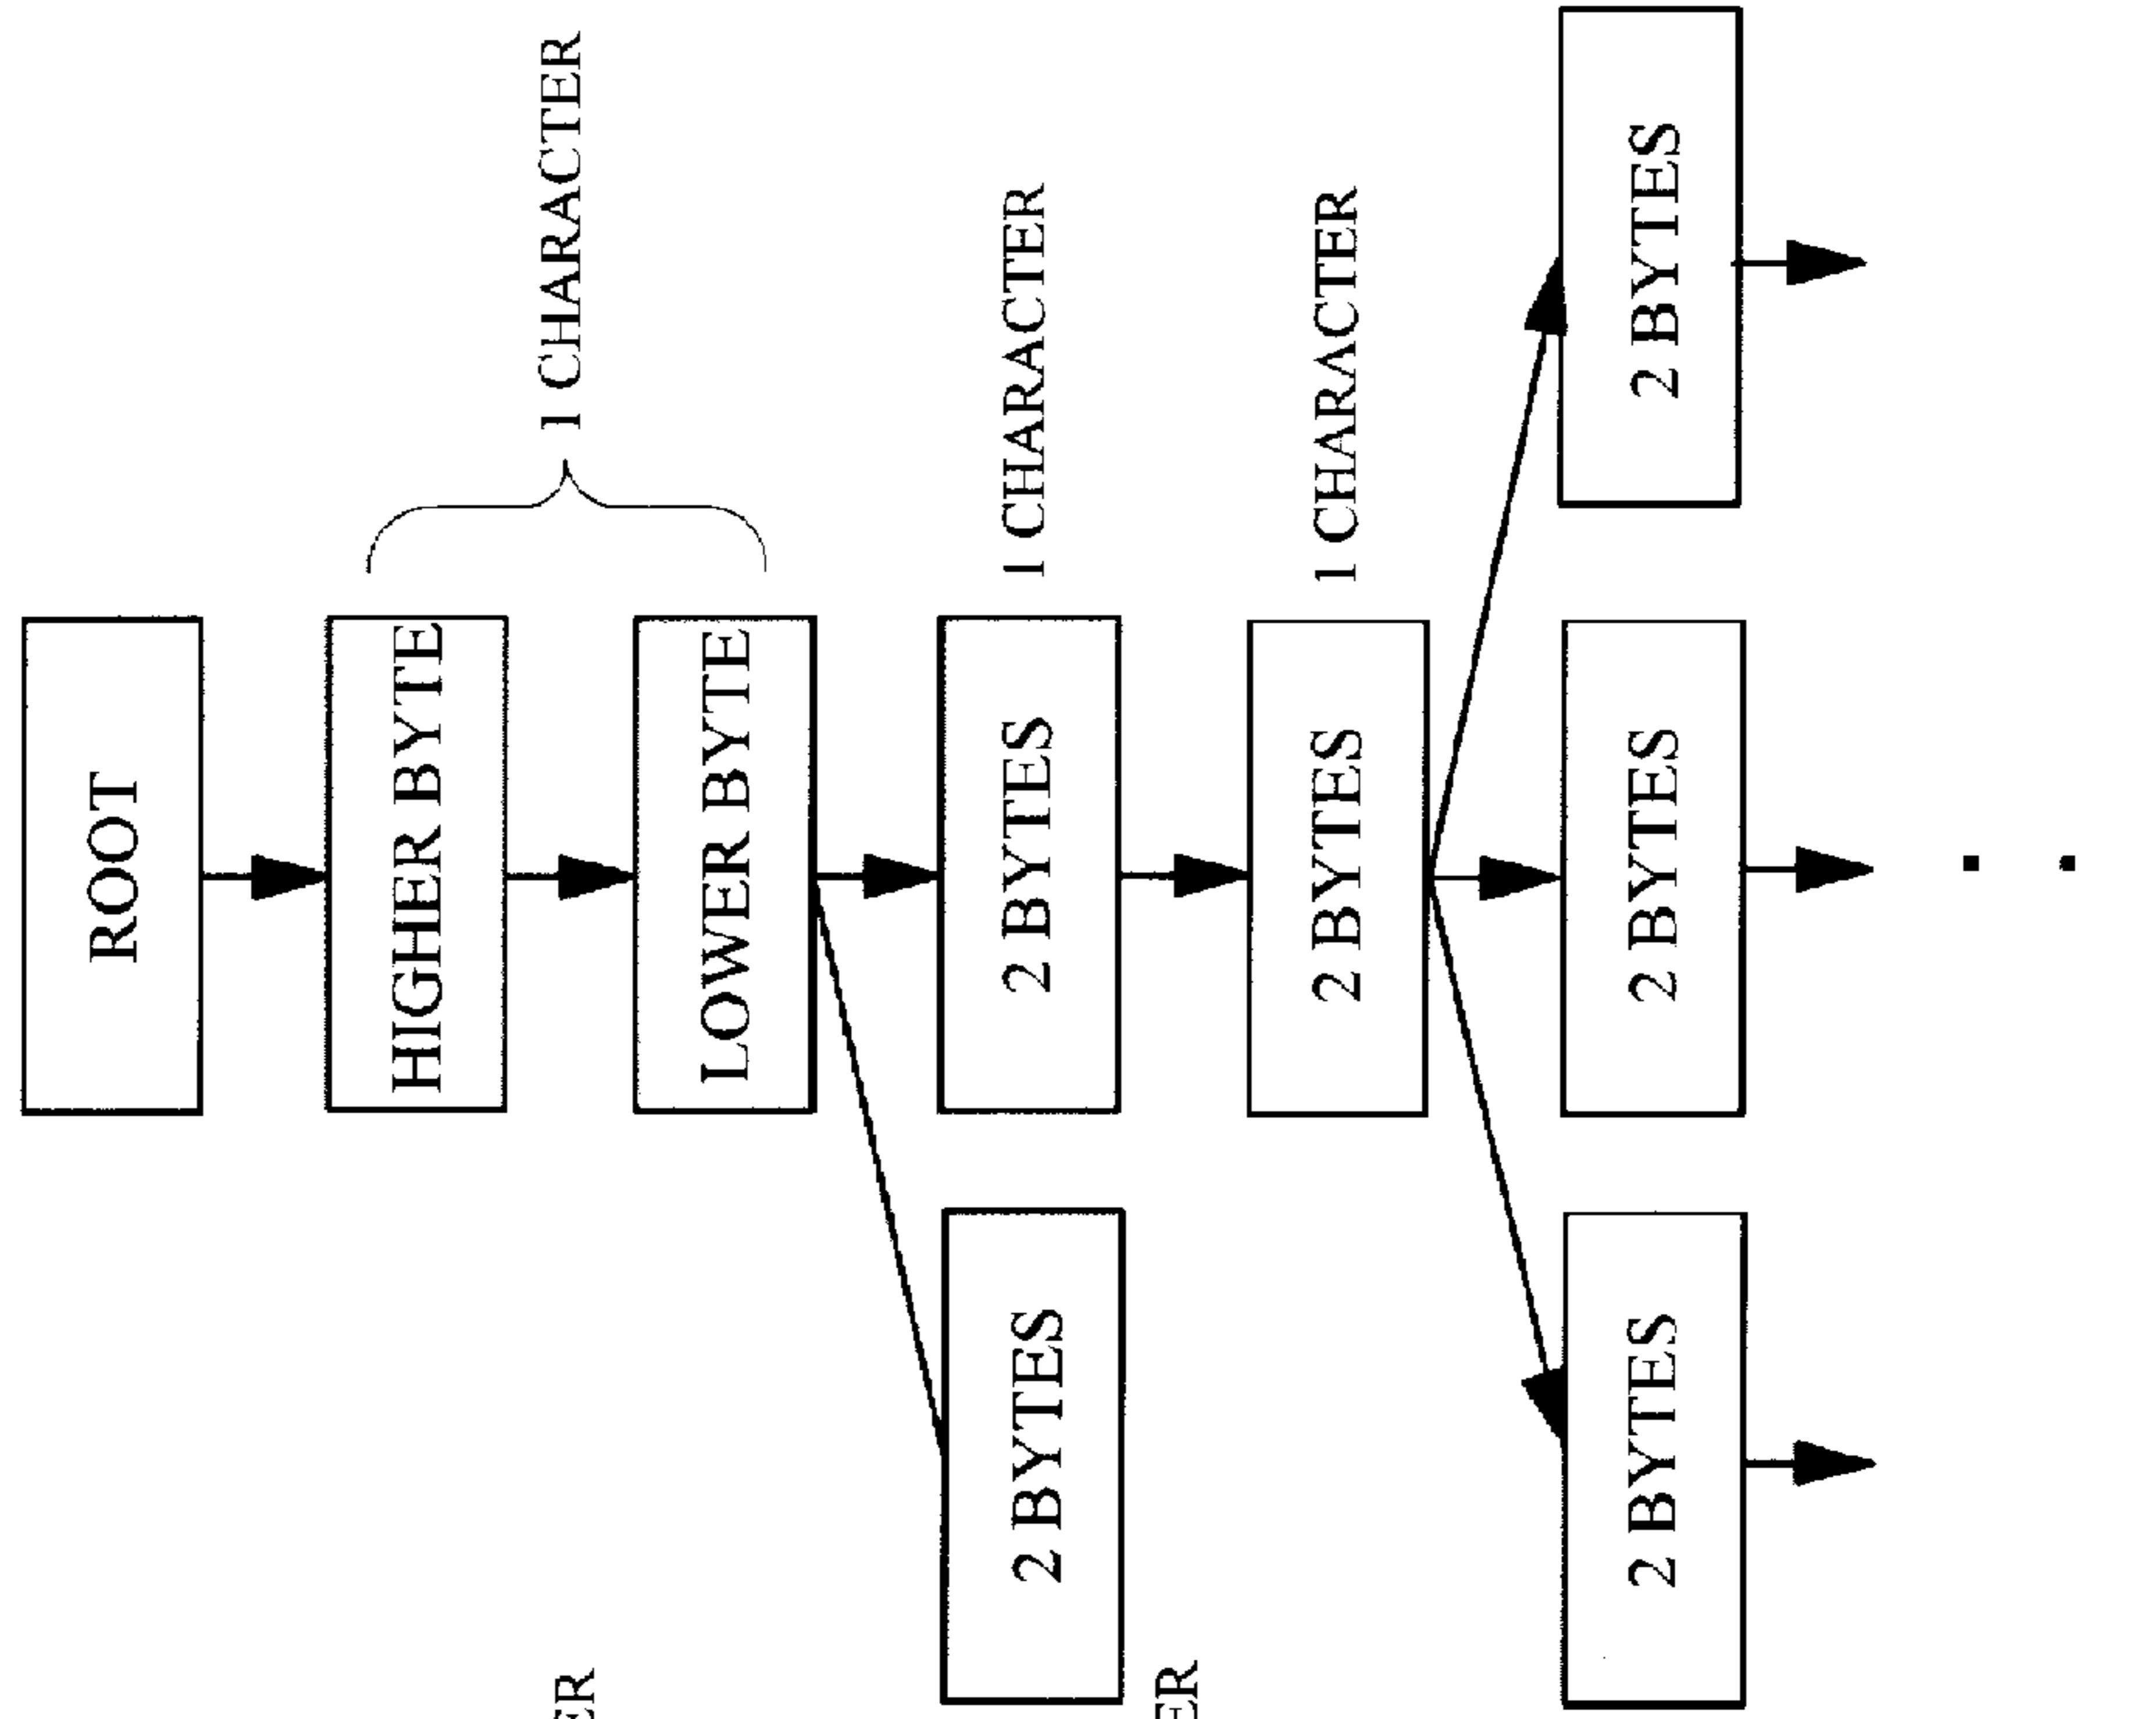 ROOT
HIGHER BYTE
1 CHARACTER
LOWER BYTE
2 BYTES
2 BYTES
1 CHARACTER
2 BYTES
1 CHARACTER
2 BYTES
2 BYTES
2 BYTES